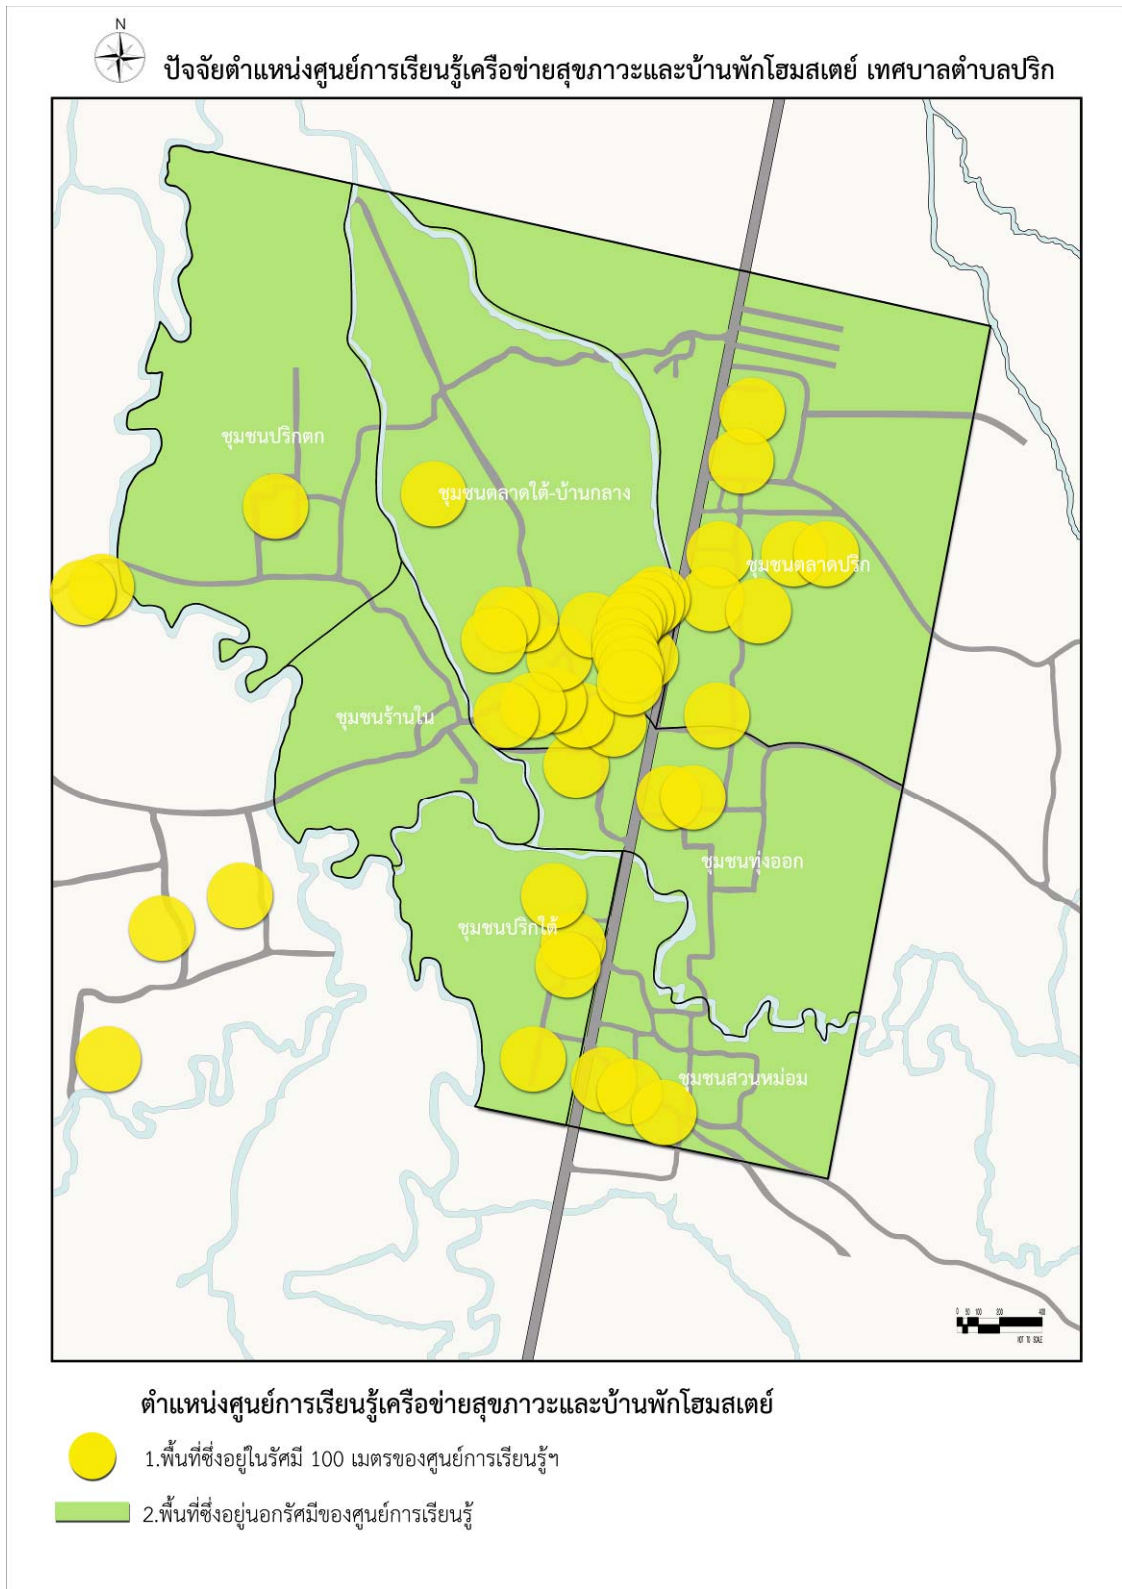 N
ปัจจัยตำแหน่งศูนย์การเรียนรู้เครือข่ายสุขภาวะและบ้านพักโฮมสเตย์ เทศบาลตำบลปริก
ชุมชนปริกตก
ชุมชนตลาดใต้-บ้านกลาง
ชุมชนตลาดปริก
ชุมชนร้านใน
ชุมชนทุ่งออก
ชุมชนปริกใต้
ชุมชนสวนหม่อม
0 50 100 200 400
NOT TO SCALE
ตำแหน่งศูนย์การเรียนรู้เครือข่ายสุขภาวะและบ้านพักโฮมสเตย์
1.พื้นที่ซึ่งอยู่ในรัศมี 100 เมตรของศูนย์การเรียนรู้ฯ
2.พื้นที่ซึ่งอยู่นอกรัศมีของศูนย์การเรียนรู้